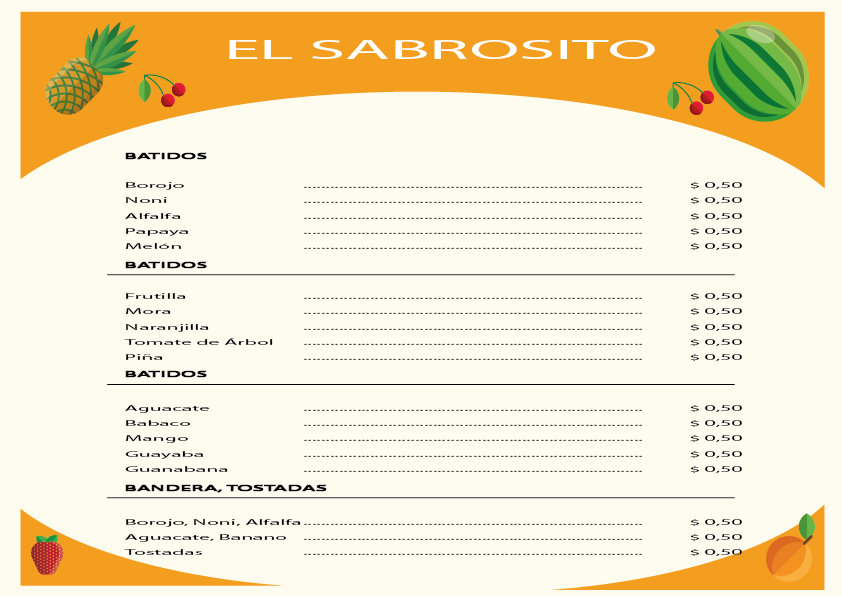 EL SABROSITO
BATIDOS
Borojo ........................................ $ 0,50
Noni ........................................ $ 0,50
Alfalfa ........................................ $ 0,50
Papaya ........................................ $ 0,50
Melón ........................................ $ 0,50
BATIDOS
Frutilla ........................................ $ 0,50
Mora ........................................ $ 0,50
Naranjilla ........................................ $ 0,50
Tomate de Árbol ........................................ $ 0,50
Piña ........................................ $ 0,50
BATIDOS
Aguacate ........................................ $ 0,50
Babaco ........................................ $ 0,50
Mango ........................................ $ 0,50
Guayaba ........................................ $ 0,50
Guanabana ........................................ $ 0,50
BANDERA, TOSTADAS
Borojo, Noni, Alfalfa ........................................ $ 0,50
Aguacate, Banano ........................................ $ 0,50
Tostadas ........................................ $ 0,50